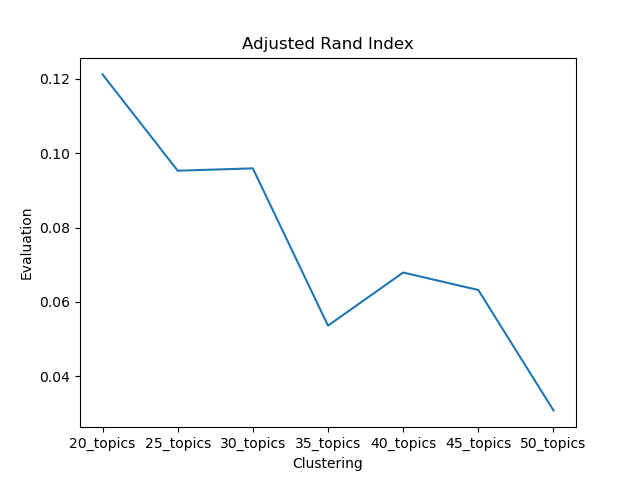 Adjusted Rand Index
Evaluation
0.12
0.10
0.08
0.06
0.04
20_topics 25_topics 30_topics 35_topics 40_topics 45_topics 50_topics
Clustering